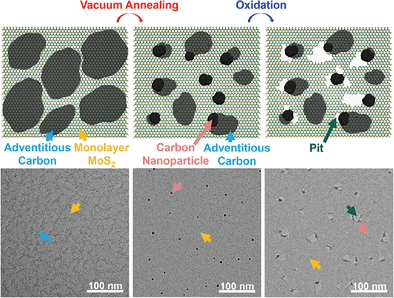 Vacuum Annealing
Oxidation
Adventitious
Carbon
Monolayer
MoS₂
Carbon
Nanoparticle
Adventitious
Carbon
Pit
100 nm
100 nm
100 nm